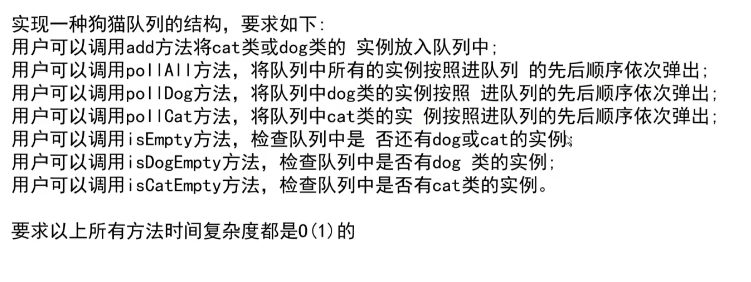 实现一种狗猫队列的结构，要求如下:
用户可以调用add方法将cat类或dog类的 实例放入队列中;
用户可以调用pollAll方法，将队列中所有的实例按照进队列 的先后顺序依次弹出;
用户可以调用pollDog方法，将队列中dog类的实例按照 进队列的先后顺序依次弹出;
用户可以调用pollCat方法，将队列中cat类的实 例按照进队列的先后顺序依次弹出;
用户可以调用isEmpty方法，检查队列中是 否还有dog或cat的实例;
用户可以调用isDogEmpty方法，检查队列中是否有dog 类的实例;
用户可以调用isCatEmpty方法，检查队列中是否有cat类的实例。
要求以上所有方法时间复杂度都是O(1)的